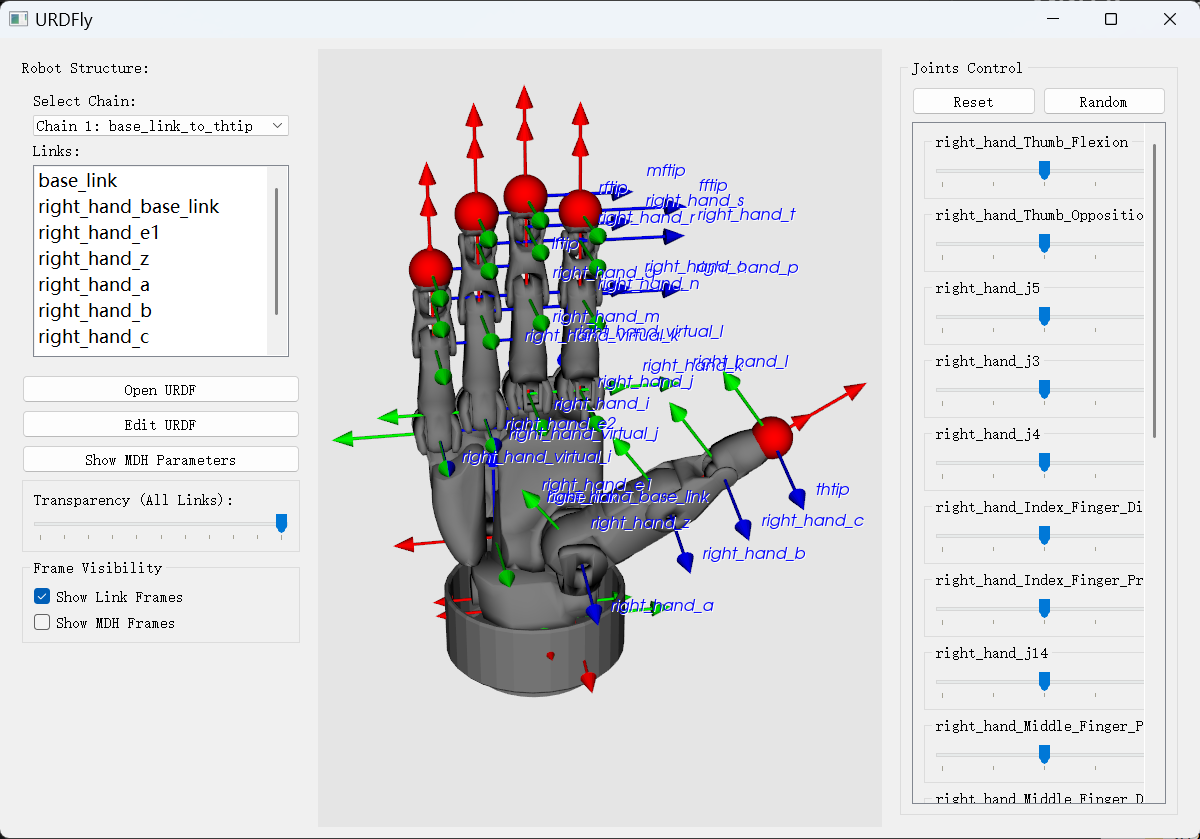 URDFly
Robot Structure:
Select Chain:
Chain 1: base_link_to_thtip
Links:
base_link
right_hand_base_link
right_hand_e1
right_hand_z
right_hand_a
right_hand_b
right_hand_c
Open URDF
Edit URDF
Show MDH Parameters
Transparency (All Links):
Frame Visibility
Show Link Frames
Show MDH Frames
mftip
rftip
fftip
right_hand_s
right_hand_r
right_hand_t
lftip
right_hand_p
right_hand_n
right_hand_m
right_hand_virtual_l
right_hand_virtual_k
right_hand_l
right_hand_k
right_hand_j
right_hand_i
right_hand_e2
right_hand_virtual_j
right_hand_virtual_i
right_hand_e1
right_hand_base_link
thtip
right_hand_z
right_hand_c
right_hand_b
right_hand_a
Joints Control
Reset
Random
right_hand_Thumb_Flexion
right_hand_Thumb_Oppositio
right_hand_j5
right_hand_j3
right_hand_j4
right_hand_Index_Finger_Di
right_hand_Index_Finger_Pr
right_hand_j14
right_hand_Middle_Finger_P
right_hand_Middle_Finger_D